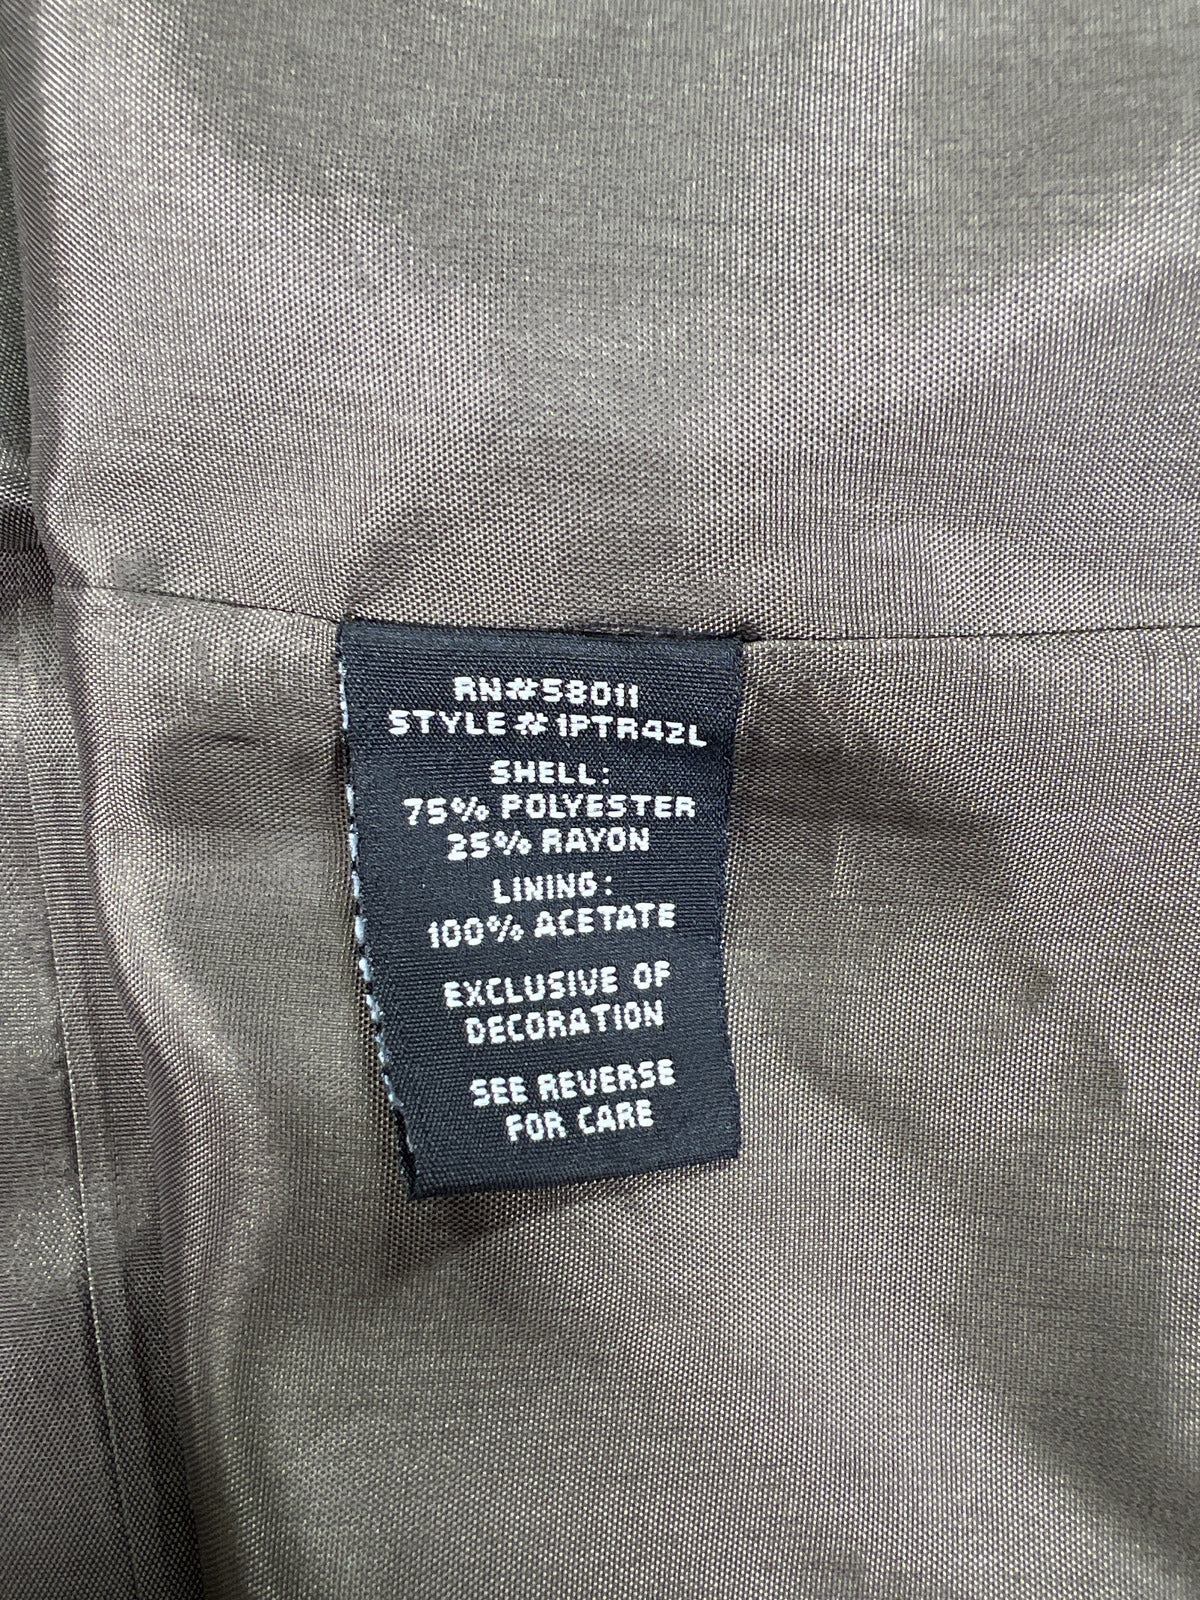 RN#58011
STYLE#1PTR42L
SHELL:
75% POLYESTER
25% RAYON
LINING:
100% ACETATE
EXCLUSIVE OF
DECORATION
SEE REVERSE
FOR CARE